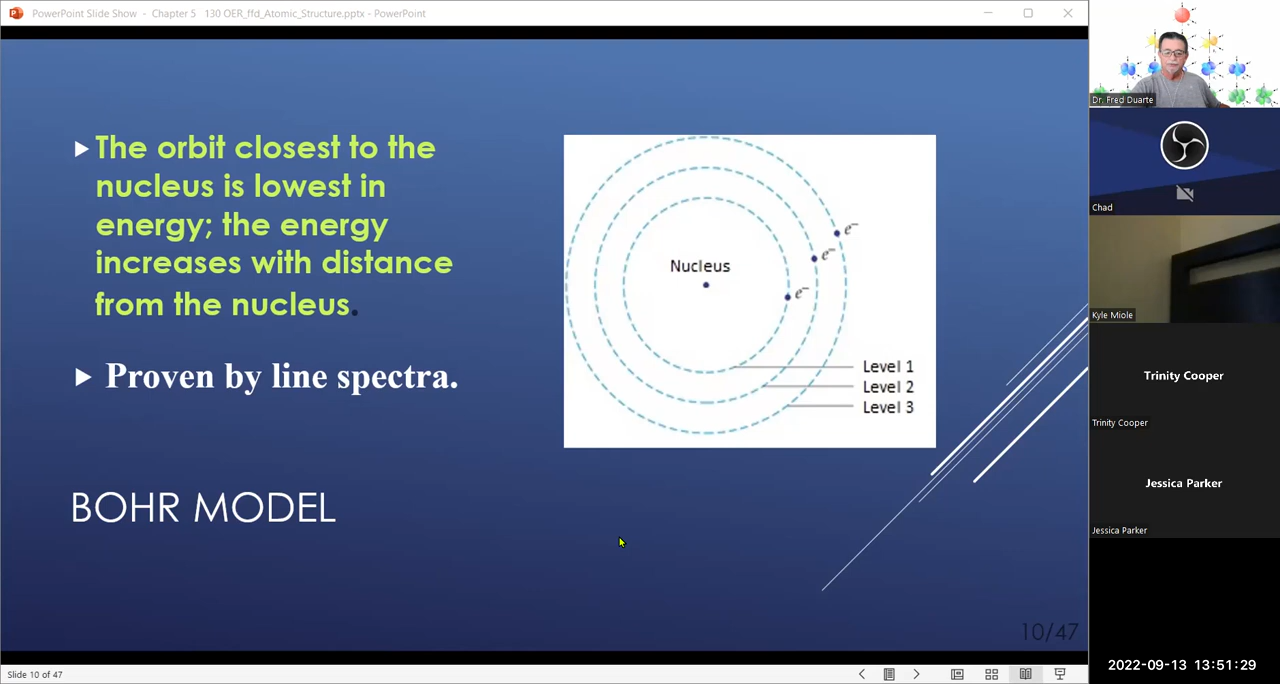 PowerPoint Slide Show - Chapter 5 130 OER_ffd_Atomic_Structure.pptx - PowerPoint
The orbit closest to the
nucleus is lowest in
energy; the energy
increases with distance
from the nucleus.
Proven by line spectra.
BOHR MODEL
Nucleus
e⁻
e⁻
e⁻
Level 1
Level 2
Level 3
10/47
Slide 10 of 47
Dr. Fred Duarte
Chad
Kyle Miole
Trinity Cooper
Trinity Cooper
Jessica Parker
Jessica Parker
2022-09-13 13:51:29